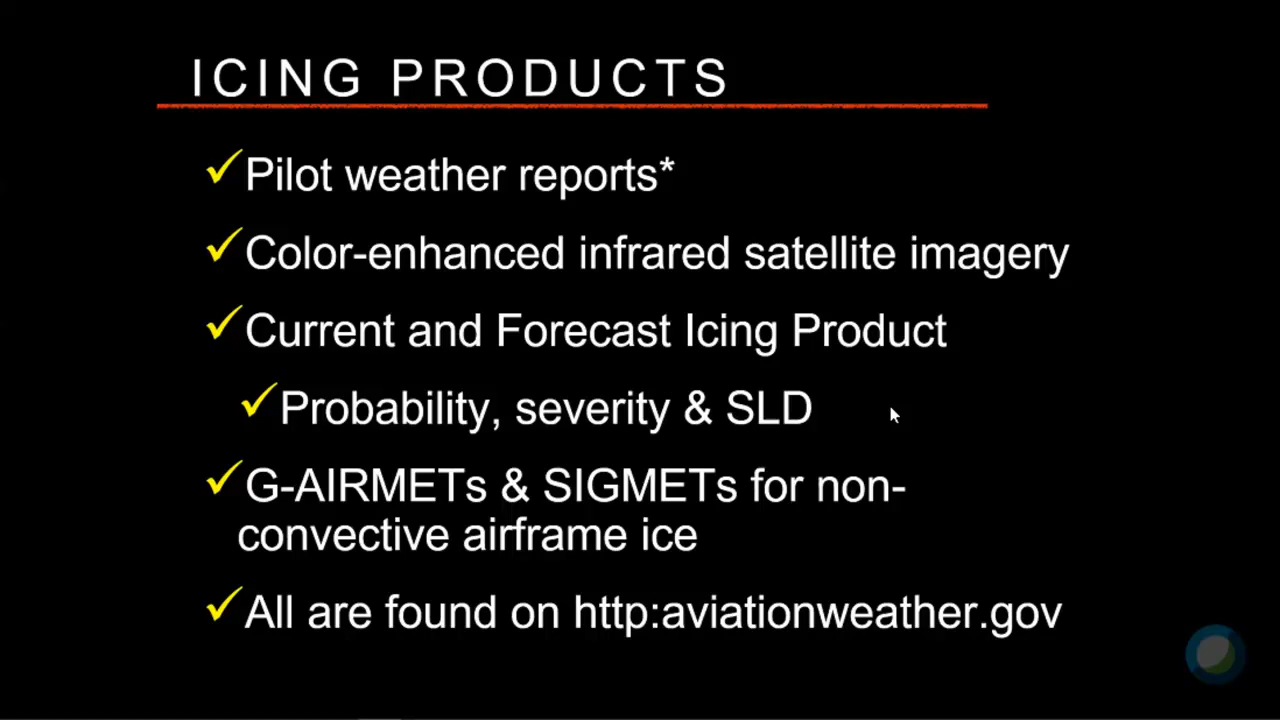 ICING PRODUCTS
✓Pilot weather reports*
✓Color-enhanced infrared satellite imagery
✓Current and Forecast Icing Product
✓Probability, severity & SLD
✓G-AIRMETs & SIGMETs for non-
convective airframe ice
✓All are found on http:aviationweather.gov